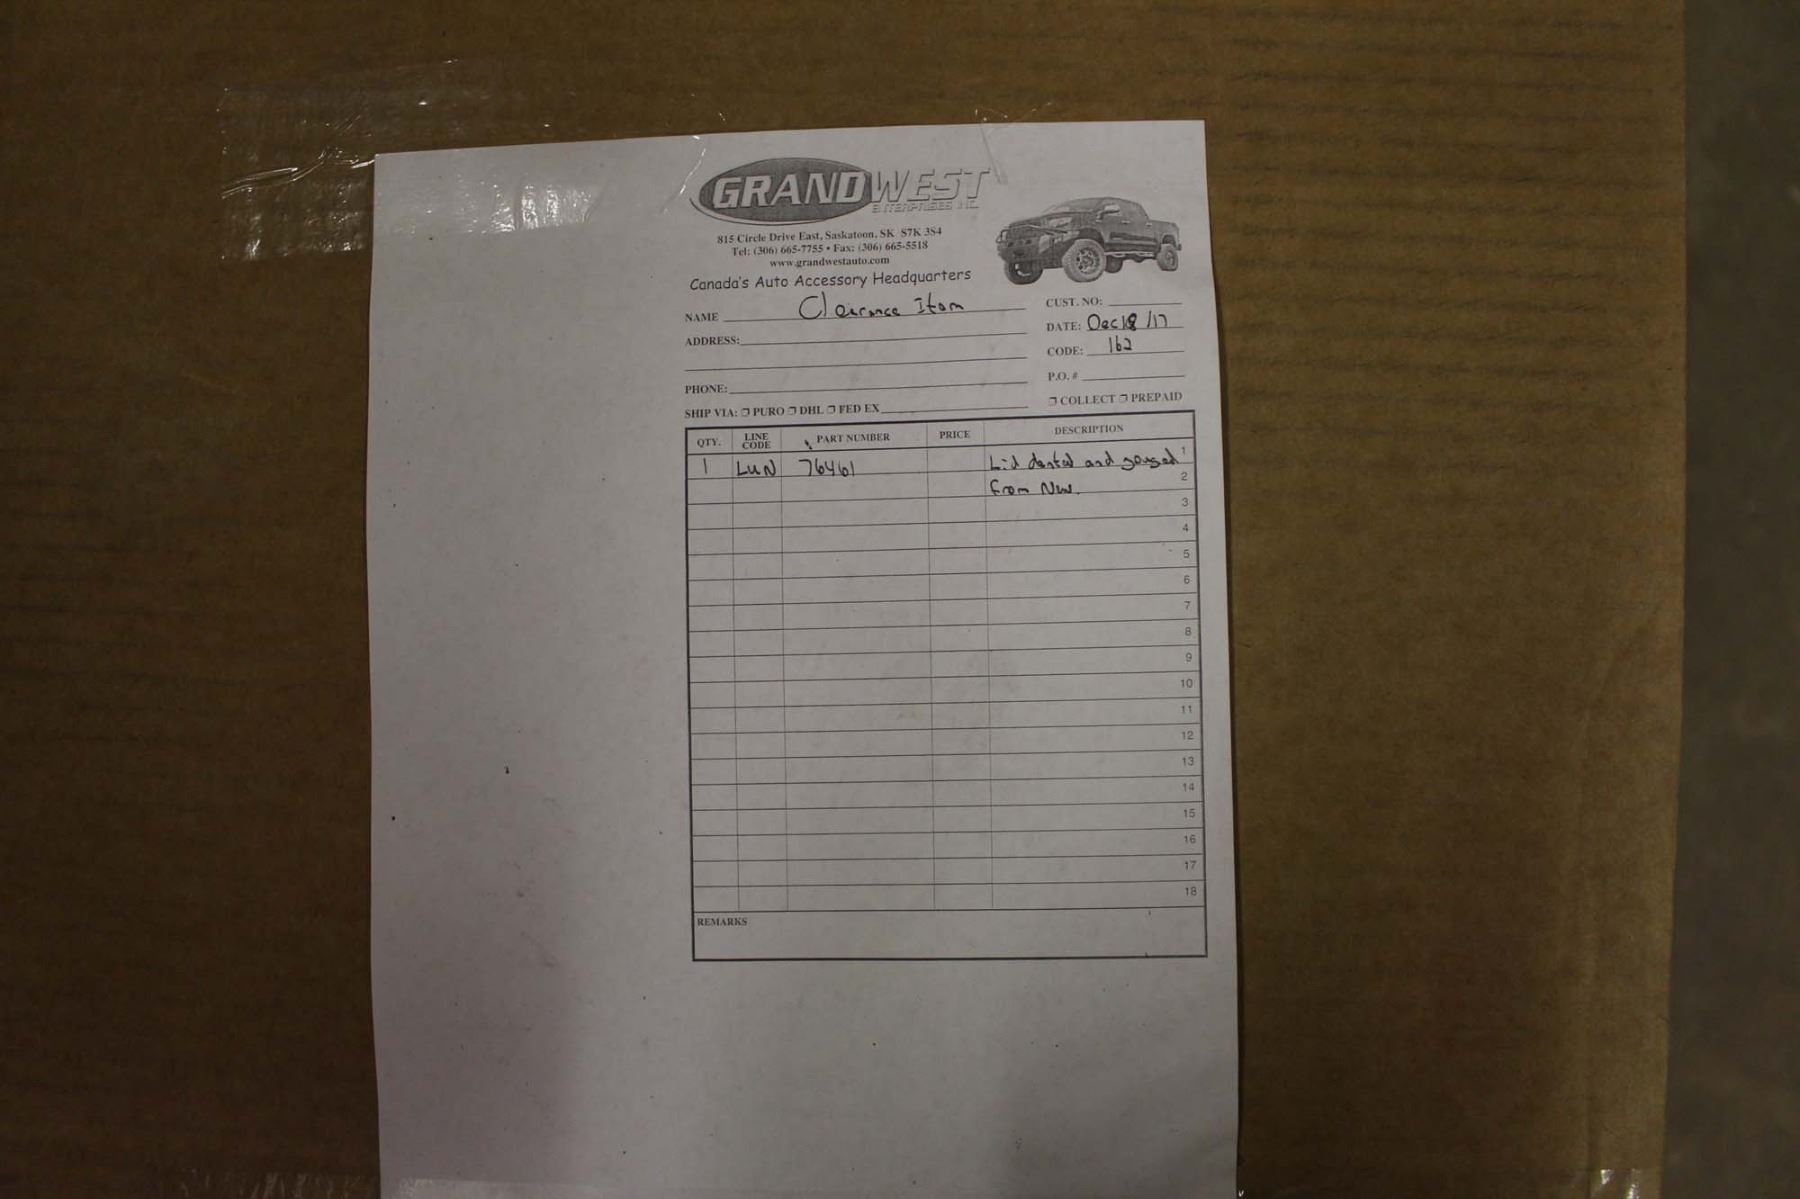 GRANDWEST
ENTERPRISES INC.
815 Circle Drive East, Saskatoon, SK S7K 3S4
Tel: (306) 665-7755 • Fax: (306) 665-5518
www.grandwestauto.com
Canada's Auto Accessory Headquarters
NAME Clearance Item
CUST. NO:
ADDRESS:
DATE: Dec 18 /17
CODE: 162
PHONE:
P.O. #
SHIP VIA: ❒ PURO ❒ DHL ❒ FED EX
❒ COLLECT ❒ PREPAID
QTY. LINE CODE PART NUMBER PRICE DESCRIPTION
1 LUN 76461 Lid dented and gouged 1
from New. 2
3
4
5
6
7
8
9
10
11
12
13
14
15
16
17
18
REMARKS